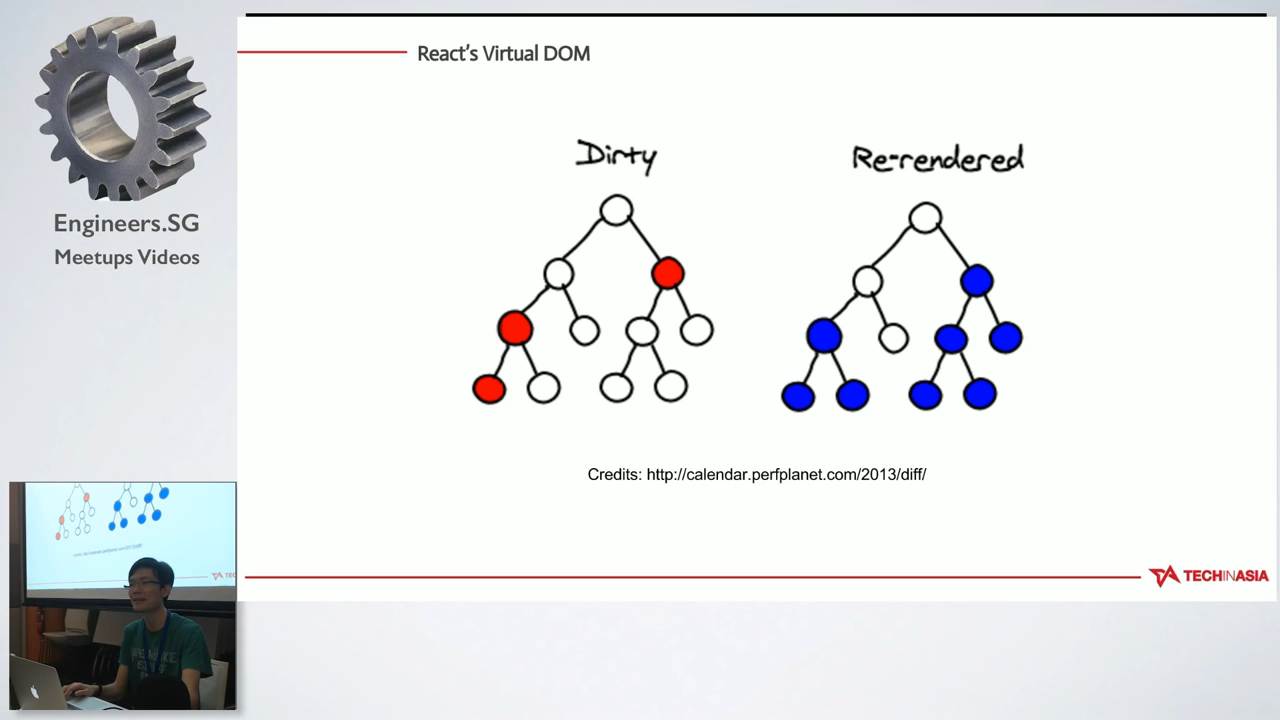 Engineers.SG
Meetups Videos
React's Virtual DOM
Dirty
Re-rendered
Credits: http://calendar.perfplanet.com/2013/diff/
TECHINASIA